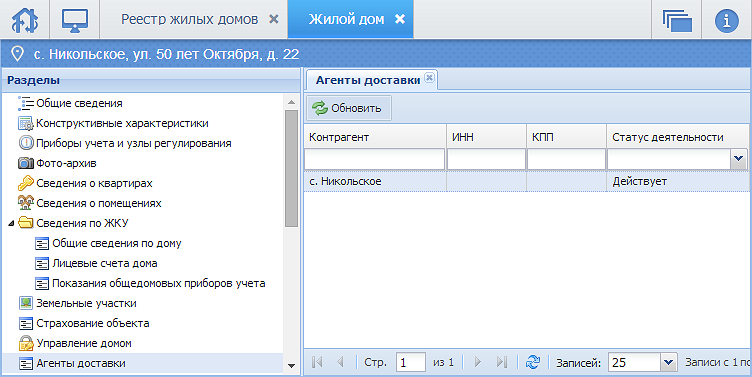 Реестр жилых домов
Жилой дом
с. Никольское, ул. 50 лет Октября, д. 22
Разделы
Общие сведения
Конструктивные характеристики
Приборы учета и узлы регулирования
Фото-архив
Сведения о квартирах
Сведения о помещениях
Сведения по ЖКУ
Общие сведения по дому
Лицевые счета дома
Показания общедомовых приборов учета
Земельные участки
Страхование объекта
Управление домом
Агенты доставки
Агенты доставки
Обновить
Контрагент ИНН КПП Статус деятельности
с. Никольское Действует
Стр. 1 из 1 Записей: 25 Записи с 1 по